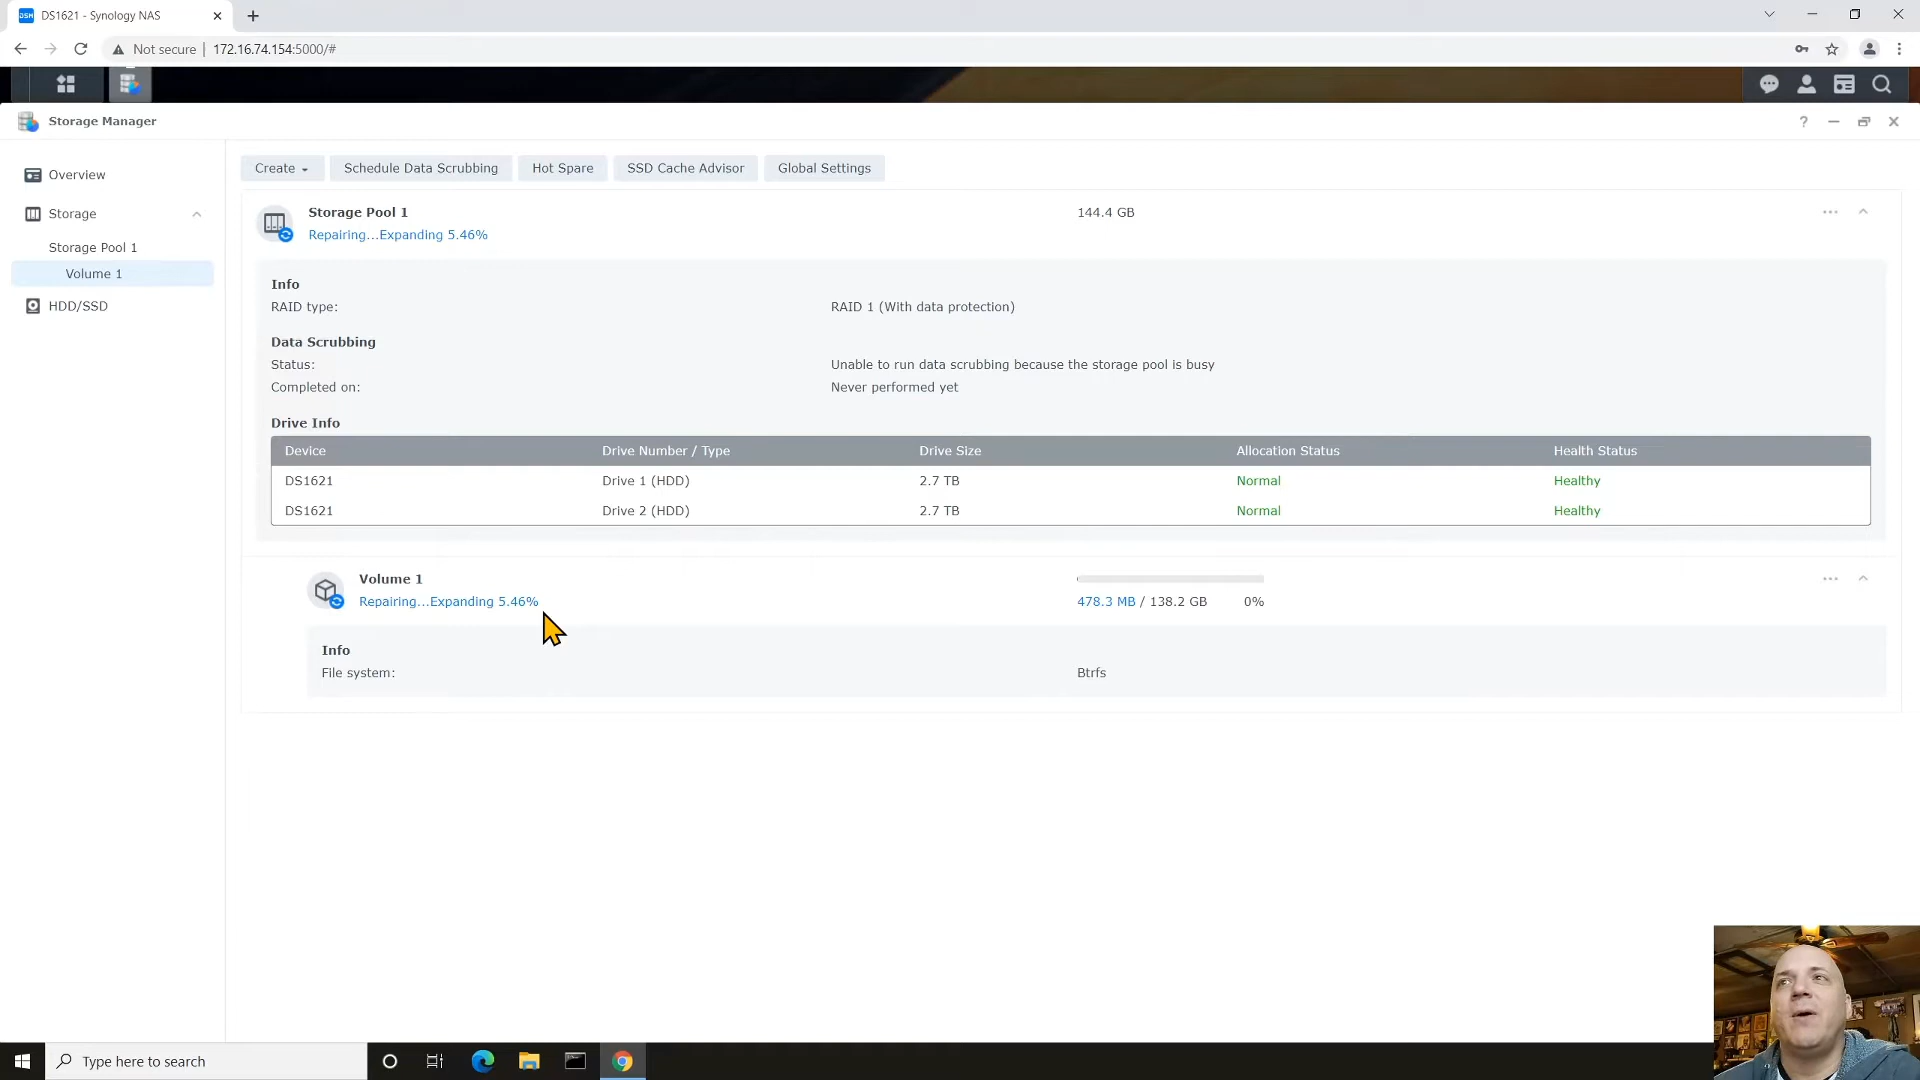 DS1621 - Synology NAS
Not secure | 172.16.74.154:5000/#
Storage Manager
Overview
Storage
Storage Pool 1
Volume 1
HDD/SSD
Create
Schedule Data Scrubbing
Hot Spare
SSD Cache Advisor
Global Settings
Storage Pool 1
144.4 GB
Repairing...Expanding 5.46%
Info
RAID type:
RAID 1 (With data protection)
Data Scrubbing
Status:
Unable to run data scrubbing because the storage pool is busy
Completed on:
Never performed yet
Drive Info
Device Drive Number / Type Drive Size Allocation Status Health Status
DS1621 Drive 1 (HDD) 2.7 TB Normal Healthy
DS1621 Drive 2 (HDD) 2.7 TB Normal Healthy
Volume 1
Repairing...Expanding 5.46%
478.3 MB / 138.2 GB 0%
Info
File system:
Btrfs
Type here to search